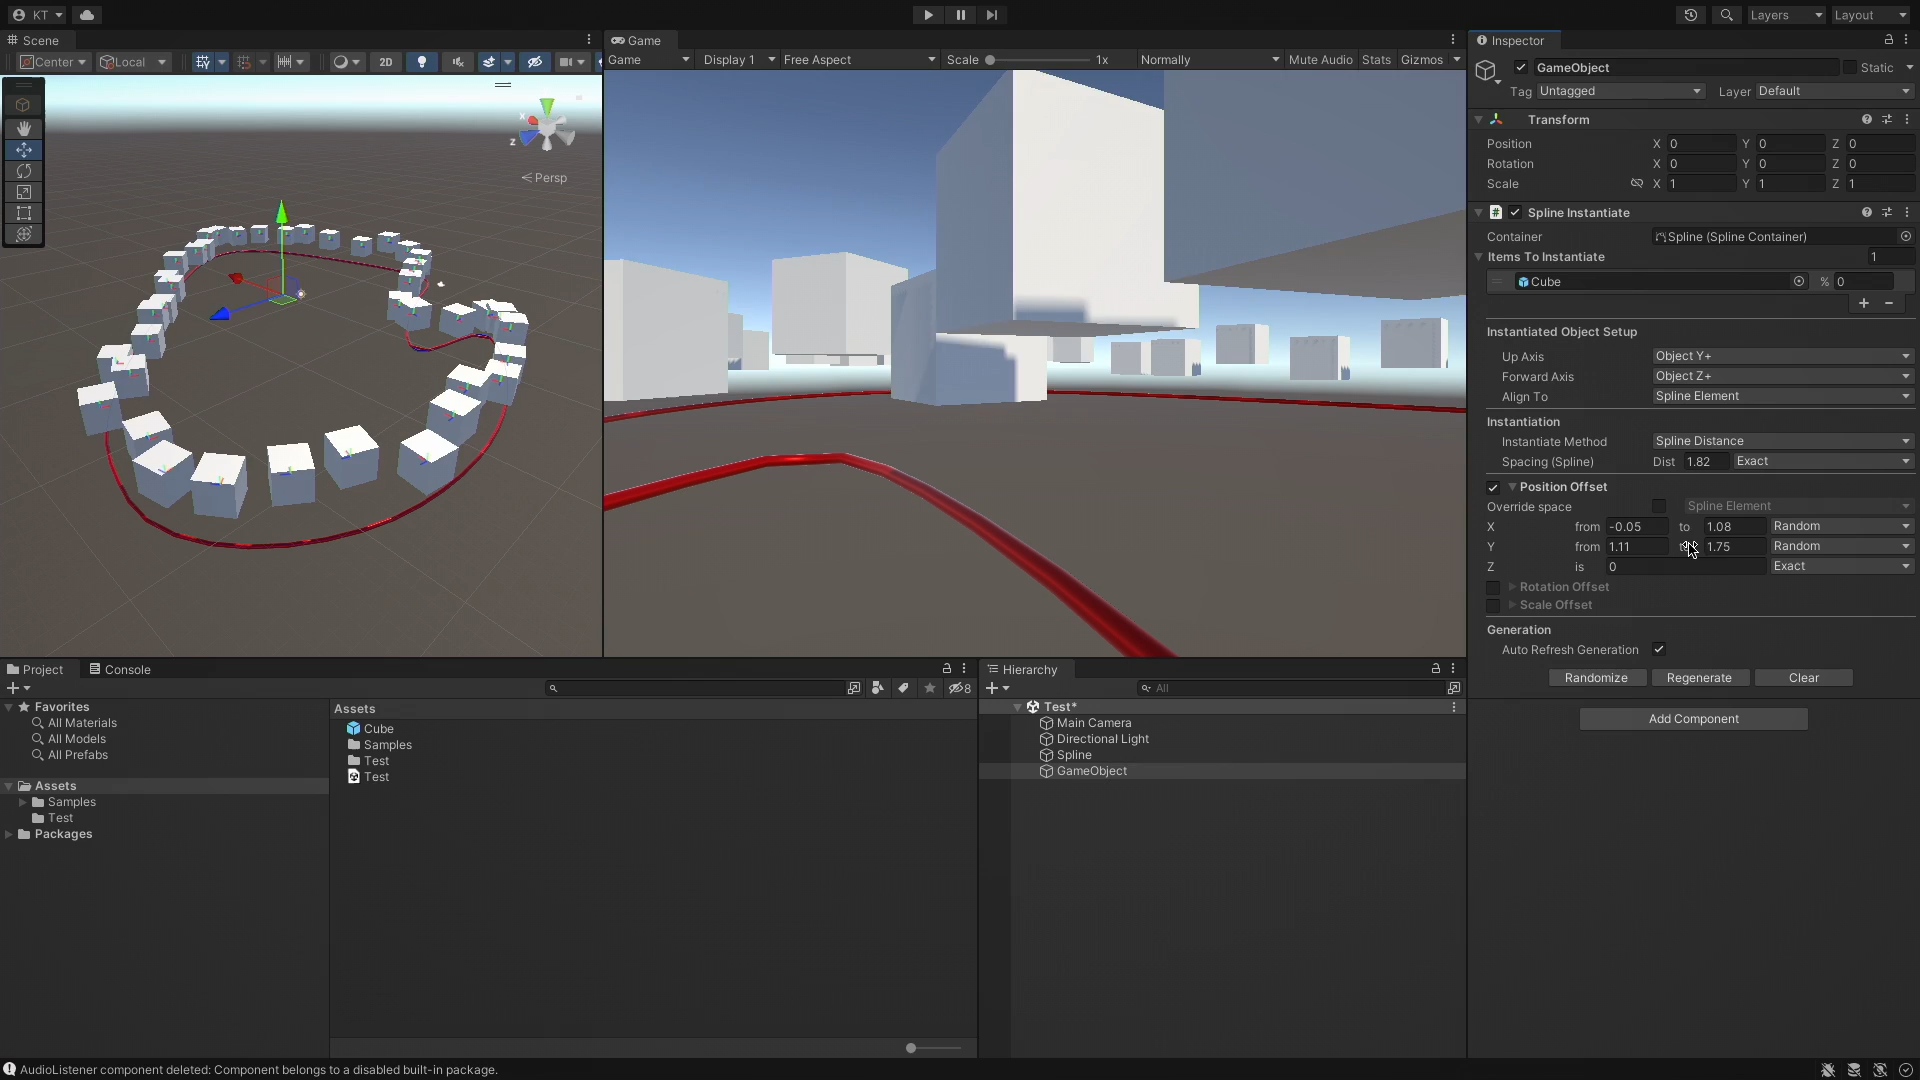 KT
Layers
Layout
Scene
Game
Inspector
Center
Local
2D
Game
Display 1
Free Aspect
Scale
1x
Normally
Mute Audio
Stats
Gizmos
GameObject
Static
Tag
Untagged
Layer
Default
x
z
Persp
Transform
Position
X 0
Y 0
Z 0
Rotation
X 0
Y 0
Z 0
Scale
X 1
Y 1
Z 1
Spline Instantiate
Container
Spline (Spline Container)
Items To Instantiate
1
Cube
% 0
Instantiated Object Setup
Up Axis
Object Y+
Forward Axis
Object Z+
Align To
Spline Element
Instantiation
Instantiate Method
Spline Distance
Spacing (Spline)
Dist 1.82
Exact
Position Offset
Override space
Spline Element
X from -0.05 to 1.08 Random
Y from 1.11 1.75 Random
Z is 0 Exact
Rotation Offset
Scale Offset
Generation
Auto Refresh Generation
Randomize
Regenerate
Clear
Add Component
Project
Console
8
Favorites
All Materials
All Models
All Prefabs
Assets
Samples
Test
Packages
Assets
Cube
Samples
Test
Test
Hierarchy
All
Test*
Main Camera
Directional Light
Spline
GameObject
AudioListener component deleted: Component belongs to a disabled built-in package.